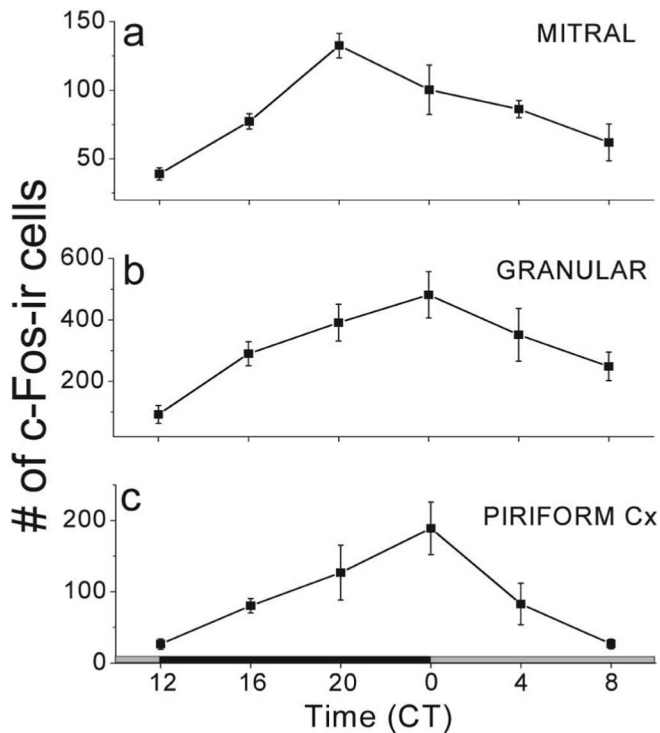 # of c-Fos-ir cells
a
MITRAL
150
100
50
b
GRANULAR
600
400
200
c
PIRIFORM Cx
200
100
0
12 16 20 0 4 8
Time (CT)